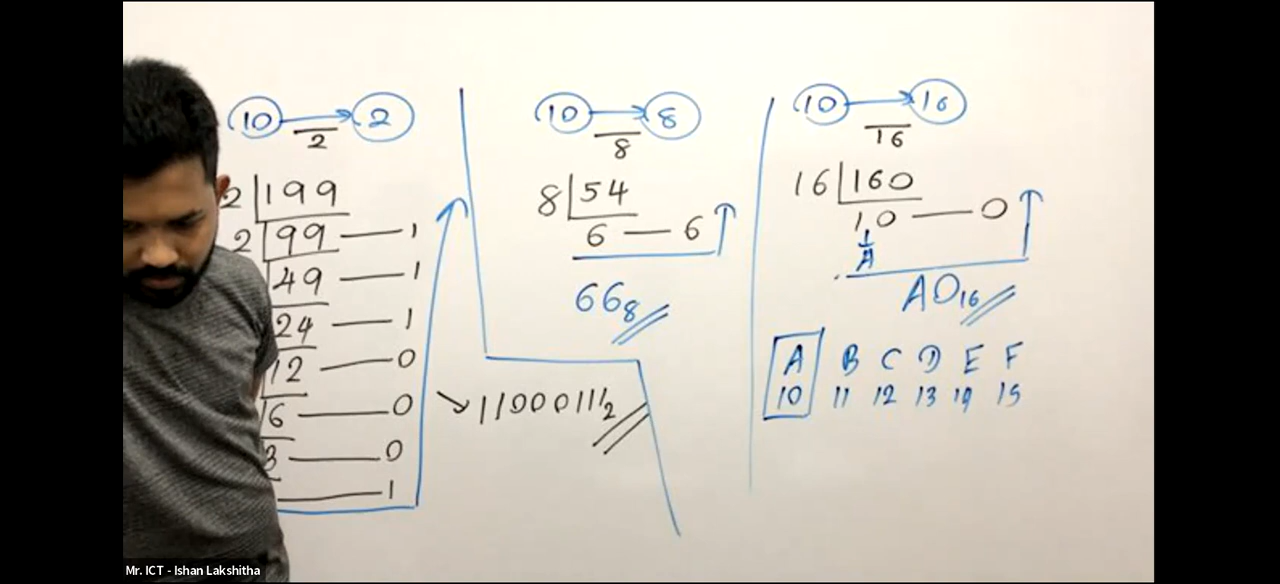 10 → 2
2
2 199
2 99 — 1
49 — 1
24 — 1
12 — 0
6 — 0
3 — 0
— 1
11000111₂
10 → 8
8
8 54
6 — 6
66₈
10 → 16
16
16 160
10 — 0
A
A0₁₆
A B C D E F
10 11 12 13 14 15
Mr. ICT - Ishan Lakshitha